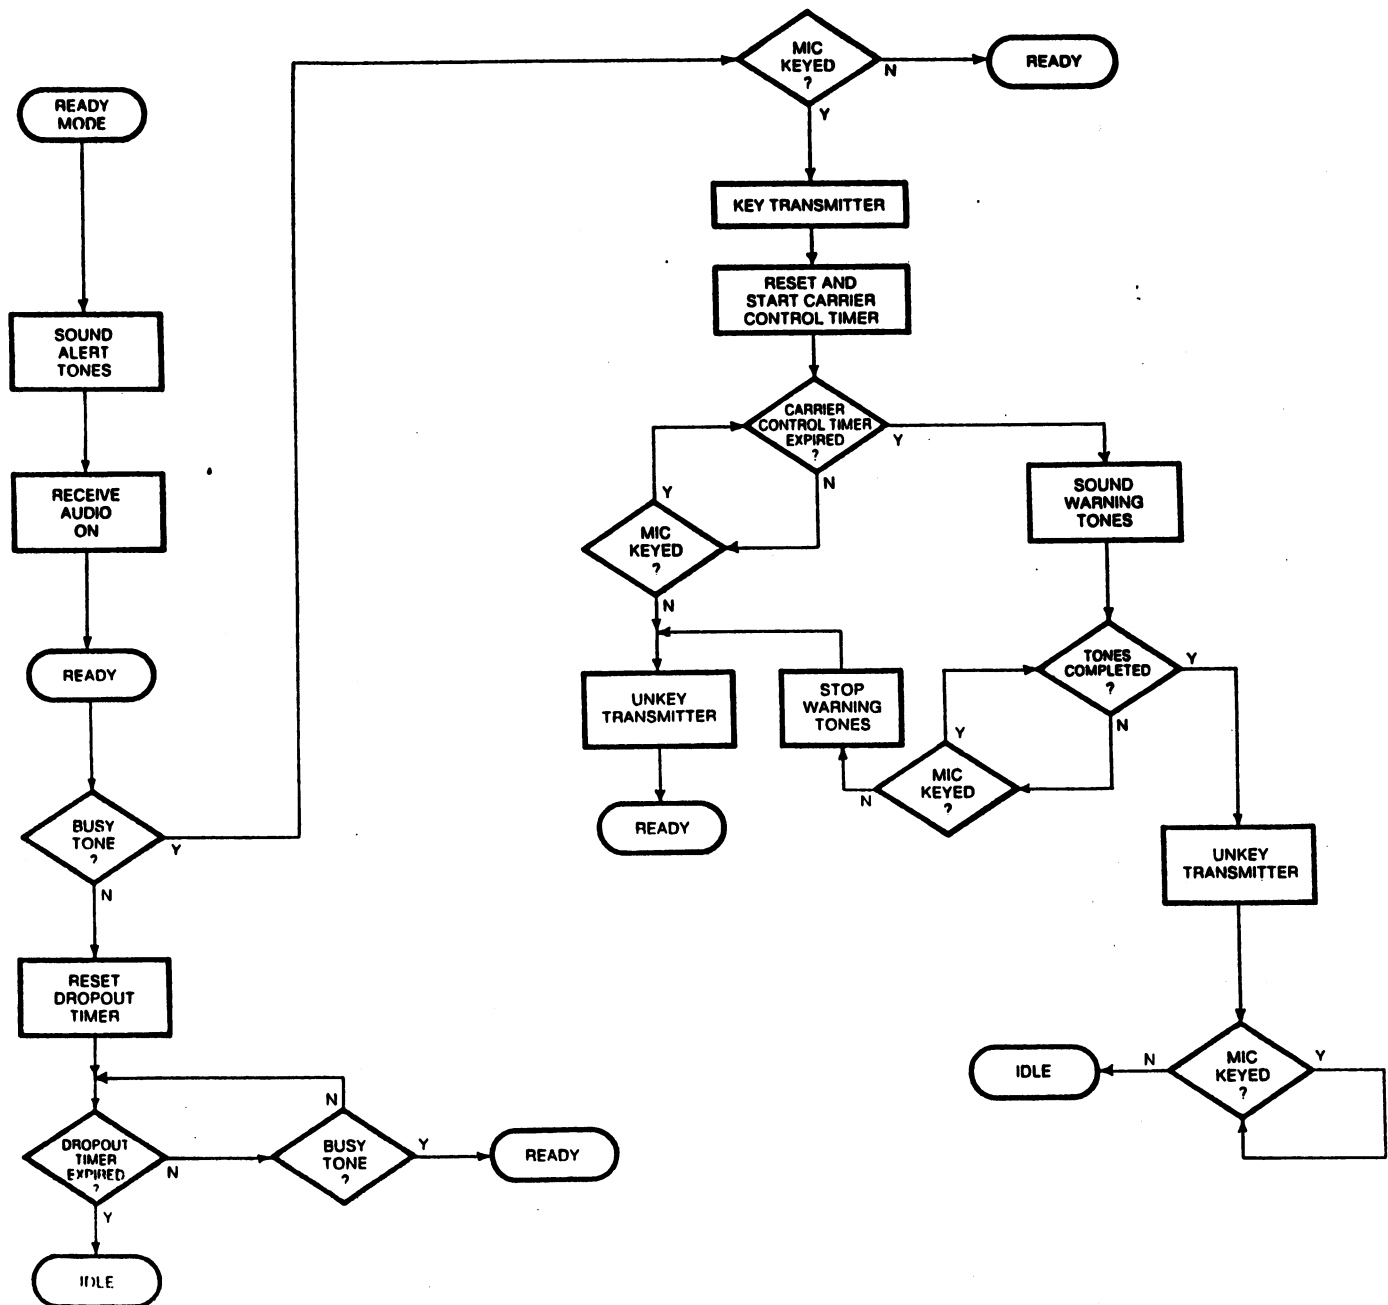 READY
MODE
SOUND
ALERT
TONES
RECEIVE
AUDIO
ON
READY
BUSY
TONE
?
Y
N
RESET
DROPOUT
TIMER
DROPOUT
TIMER
EXPIRED
?
N
Y
IDLE
BUSY
TONE
?
N
Y
READY
MIC
KEYED
?
N
READY
Y
KEY TRANSMITTER
RESET AND
START CARRIER
CONTROL TIMER
CARRIER
CONTROL TIMER
EXPIRED
?
Y
N
MIC
KEYED
?
Y
N
UNKEY
TRANSMITTER
READY
SOUND
WARNING
TONES
TONES
COMPLETED
?
Y
N
MIC
KEYED
?
Y
N
STOP
WARNING
TONES
UNKEY
TRANSMITTER
MIC
KEYED
?
Y
N
IDLE